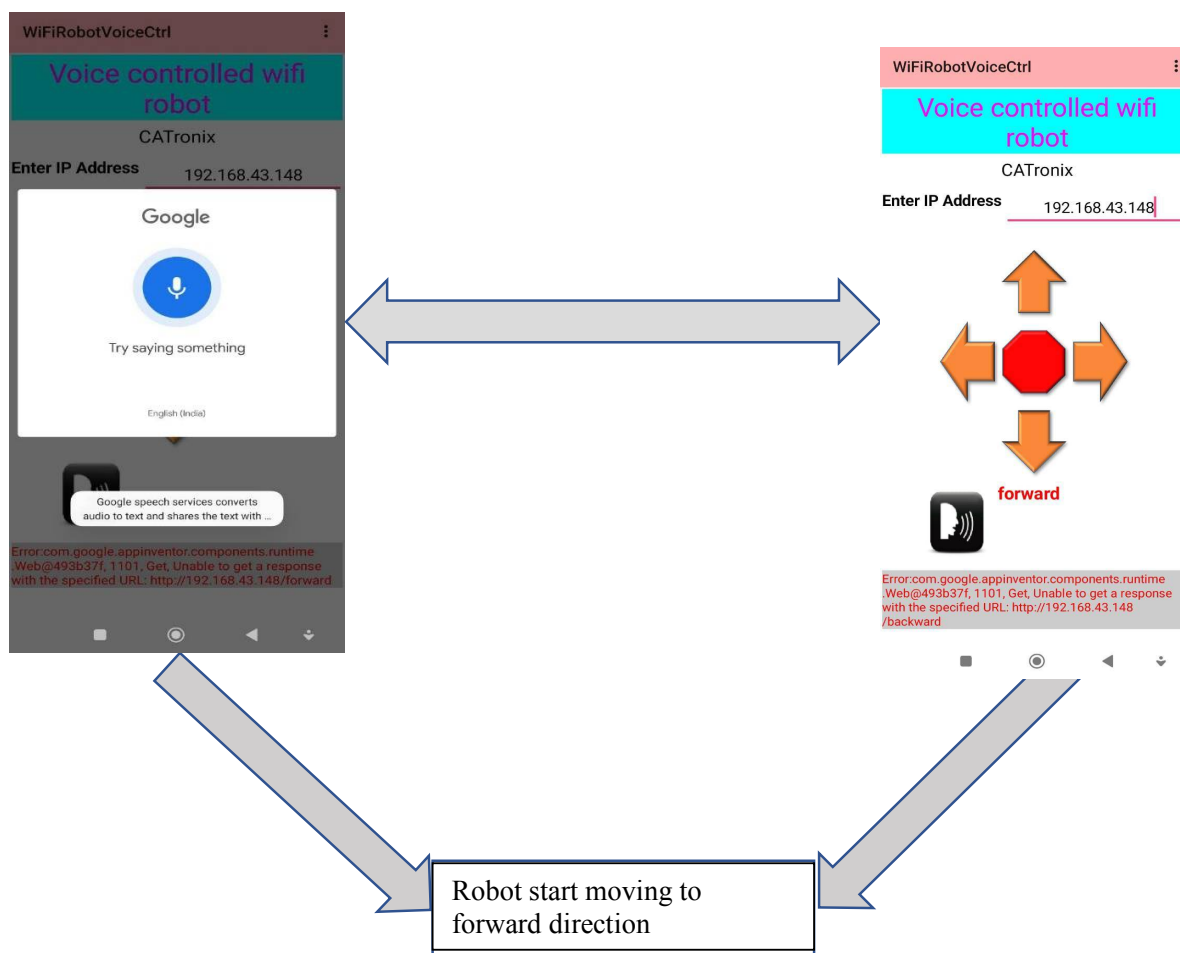 WiFiRobotVoiceCtrl
Voice controlled wifi
robot
CATronix
Enter IP Address 192.168.43.148
Google
Try saying something
English (India)
Google speech services converts
audio to text and shares the text with ...
Error:com.google.appinventor.components.runtime
.Web@493b37f, 1101, Get, Unable to get a response
with the specified URL: http://192.168.43.148/forward
WiFiRobotVoiceCtrl
Voice controlled wifi
robot
CATronix
Enter IP Address 192.168.43.148
forward
Error:com.google.appinventor.components.runtime
.Web@493b37f, 1101, Get, Unable to get a response
with the specified URL: http://192.168.43.148
/backward
Robot start moving to
forward direction